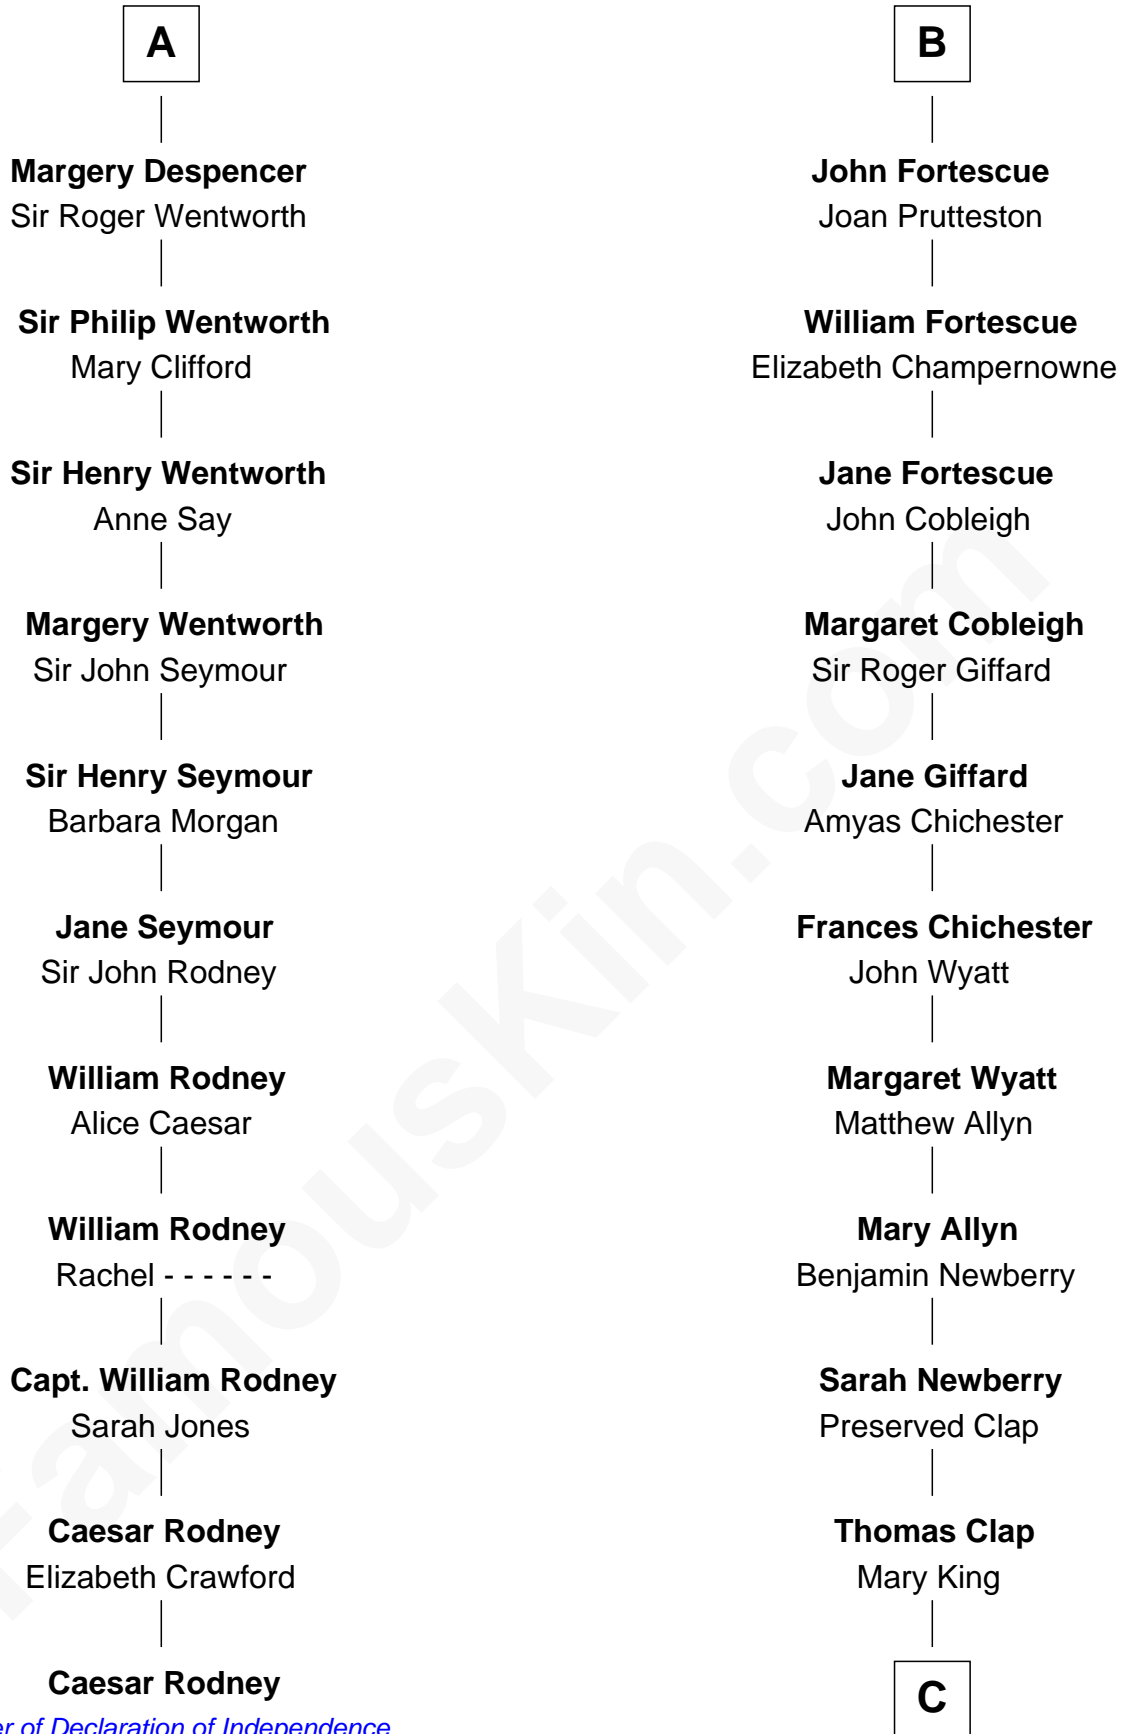 A
Margery Despencer
Sir Roger Wentworth
Sir Philip Wentworth
Mary Clifford
Sir Henry Wentworth
Anne Say
Margery Wentworth
Sir John Seymour
Sir Henry Seymour
Barbara Morgan
Jane Seymour
Sir John Rodney
William Rodney
Alice Caesar
William Rodney
Rachel - - - - - -
Capt. William Rodney
Sarah Jones
Caesar Rodney
Elizabeth Crawford
Caesar Rodney
of Declaration of Independence
B
John Fortescue
Joan Prutteston
William Fortescue
Elizabeth Champernowne
Jane Fortescue
John Cobleigh
Margaret Cobleigh
Sir Roger Giffard
Jane Giffard
Amyas Chichester
Frances Chichester
John Wyatt
Margaret Wyatt
Matthew Allyn
Mary Allyn
Benjamin Newberry
Sarah Newberry
Preserved Clap
Thomas Clap
Mary King
C
FamousKin.com